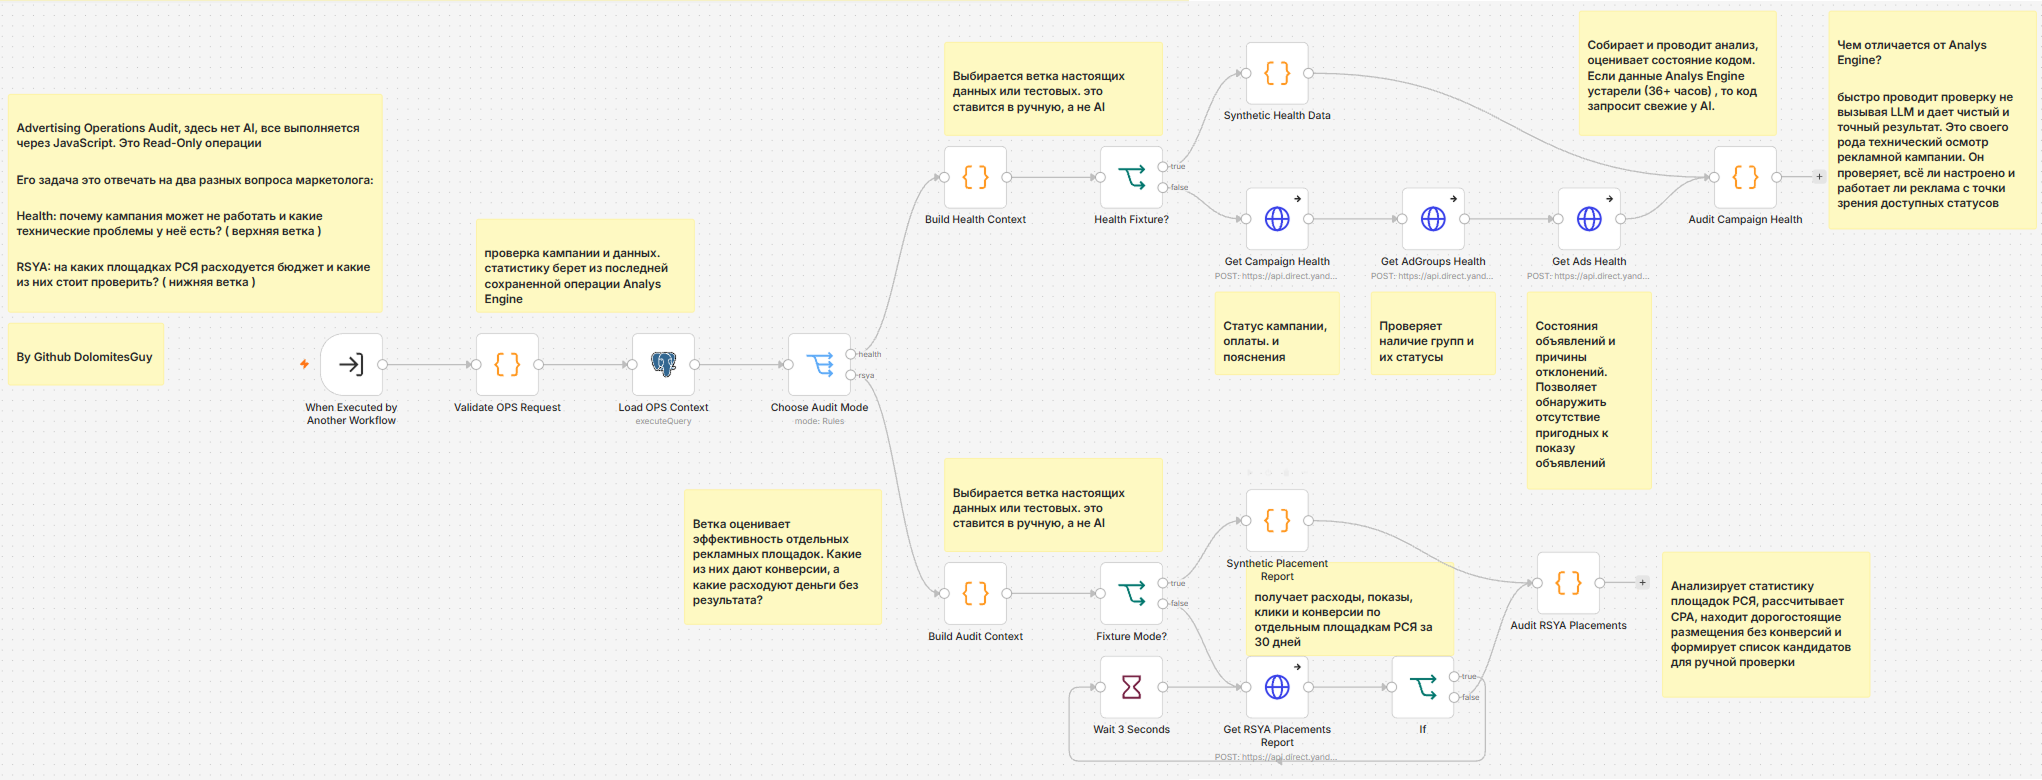 Advertising Operations Audit, здесь нет AI, все выполняется
через JavaScript. Это Read-Only операции
Его задача это отвечать на два разных вопроса маркетолога:
Health: почему кампания может не работать и какие
технические проблемы у неё есть? ( верхняя ветка )
RSYA: на каких площадках РСЯ расходуется бюджет и какие
из них стоит проверить? ( нижняя ветка )
By Github DolomitesGuy
When Executed by
Another Workflow
проверка кампании и данных.
статистику берет из последней
сохраненной операции Analys
Engine
Validate OPS Request
Load OPS Context
executeQuery
Choose Audit Mode
mode: Rules
health
rsya
Выбирается ветка настоящих
данных или тестовых. это
ставится в ручную, а не AI
Build Health Context
Health Fixture?
true
false
Synthetic Health Data
Get Campaign Health
POST: https://api.direct.yand...
Get AdGroups Health
POST: https://api.direct.yand...
Get Ads Health
POST: https://api.direct.yand...
Статус кампании,
оплаты. и
пояснения
Проверяет
наличие групп и
их статусы
Состояния
объявлений и
причины
отклонений.
Позволяет
обнаружить
отсутствие
пригодных к
показу
объявлений
Собирает и проводит анализ,
оценивает состояние кодом.
Если данные Analys Engine
устарели (36+ часов) , то код
запросит свежие у AI.
Audit Campaign Health
Чем отличается от Analys
Engine?
быстро проводит проверку не
вызывая LLM и дает чистый и
точный результат. Это своего
рода технический осмотр
рекламной кампании. Он
проверяет, всё ли настроено и
работает ли реклама с точки
зрения доступных статусов
Ветка оценивает
эффективность отдельных
рекламных площадок. Какие
из них дают конверсии, а
какие расходуют деньги без
результата?
Выбирается ветка настоящих
данных или тестовых. это
ставится в ручную, а не AI
Build Audit Context
Fixture Mode?
true
false
Synthetic Placement
Report
получает расходы, показы,
клики и конверсии по
отдельным площадкам РСЯ за
30 дней
Wait 3 Seconds
Get RSYA Placements
Report
POST: https://api.direct.yand...
If
true
false
Audit RSYA Placements
Анализирует статистику
площадок РСЯ, рассчитывает
CPA, находит дорогостоящие
размещения без конверсий и
формирует список кандидатов
для ручной проверки